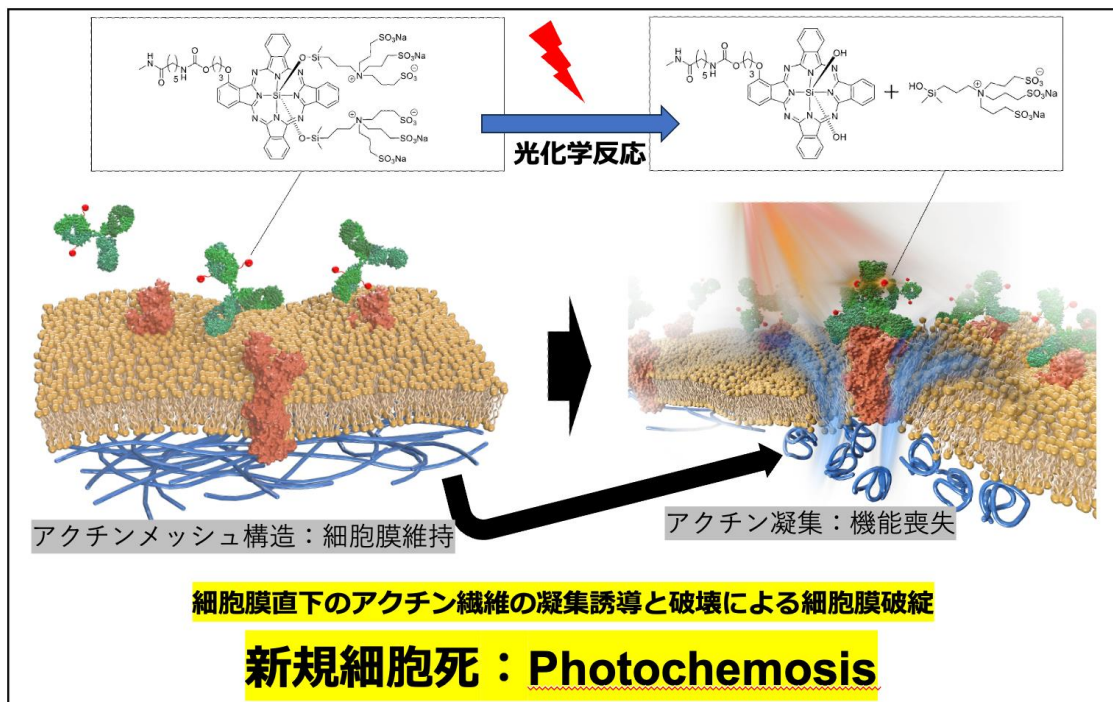 光化学反応
アクチンメッシュ構造：細胞膜維持
アクチン凝集：機能喪失
細胞膜直下のアクチン繊維の凝集誘導と破壊による細胞膜破綻
新規細胞死：Photochemosis